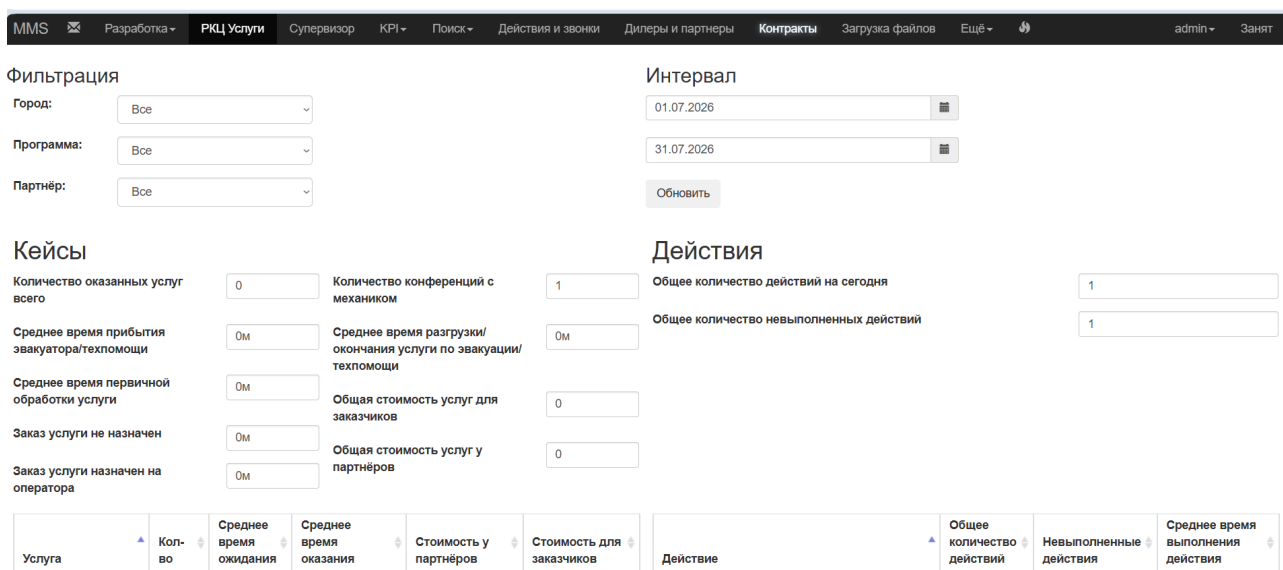 MMS Разработка РКЦ Услуги Супервизор KPI Поиск Действия и звонки Дилеры и партнеры Контракты Загрузка файлов Ещё admin Занят
Фильтрация
Город: Все
Программа: Все
Партнёр: Все
Интервал
01.07.2026
31.07.2026
Обновить
Кейсы
Количество оказанных услуг
всего
0
Среднее время прибытия
эвакуатора/техпомощи
0м
Среднее время первичной
обработки услуги
0м
Заказ услуги не назначен
0м
Заказ услуги назначен на
оператора
0м
Количество конференций с
механиком
1
Среднее время разгрузки/
окончания услуги по эвакуации/
техпомощи
0м
Общая стоимость услуг для
заказчиков
0
Общая стоимость услуг у
партнёров
0
Действия
Общее количество действий на сегодня
1
Общее количество невыполненных действий
1
Услуга
Кол-
во
Среднее
время
ожидания
Среднее
время
оказания
Стоимость у
партнёров
Стоимость для
заказчиков
Действие
Общее
количество
действий
Невыполненные
действия
Среднее время
выполнения
действия